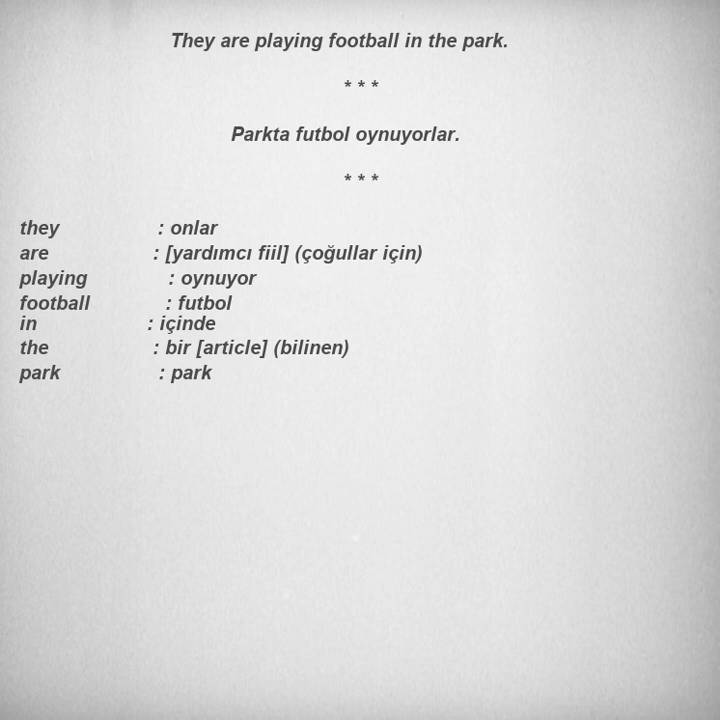 They are playing football in the park.
* * *
Parkta futbol oynuyorlar.
* * *
they : onlar
are : [yardımcı fiil] (çoğullar için)
playing : oynuyor
football : futbol
in : içinde
the : bir [article] (bilinen)
park : park